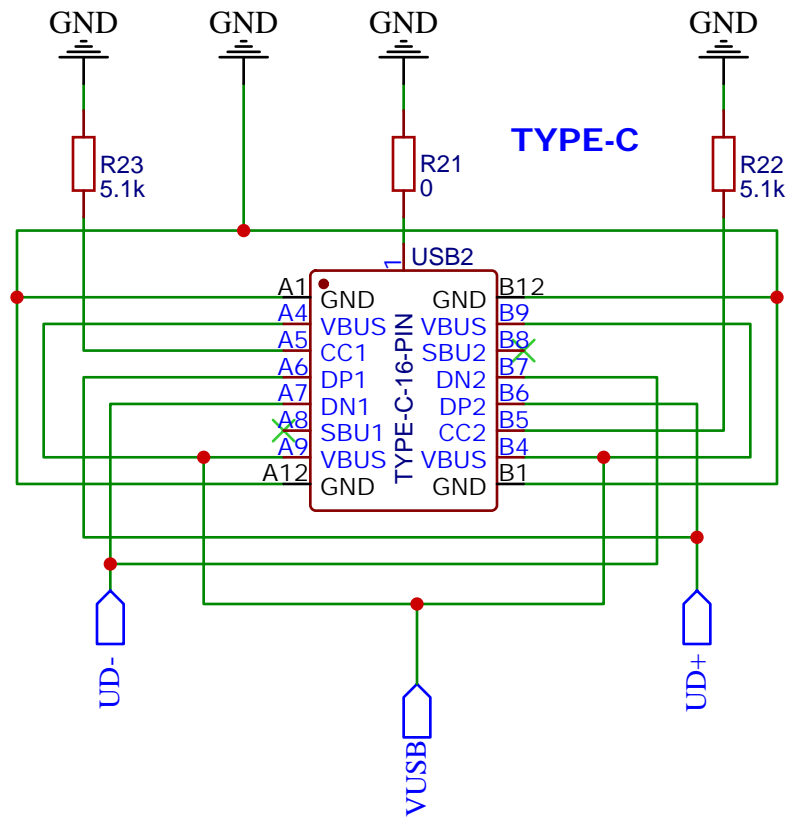 GND GND GND GND
TYPE-C
R23
5.1k
R21
0
R22
5.1k
1
USB2
A1 GND GND B12
A4 VBUS VBUS B9
A5 CC1 SBU2 B8
A6 DP1 DN2 B7
A7 DN1 DP2 B6
A8 SBU1 CC2 B5
A9 VBUS VBUS B4
A12 GND GND B1
TYPE-C-16-PIN
UD-
VUSB
UD+